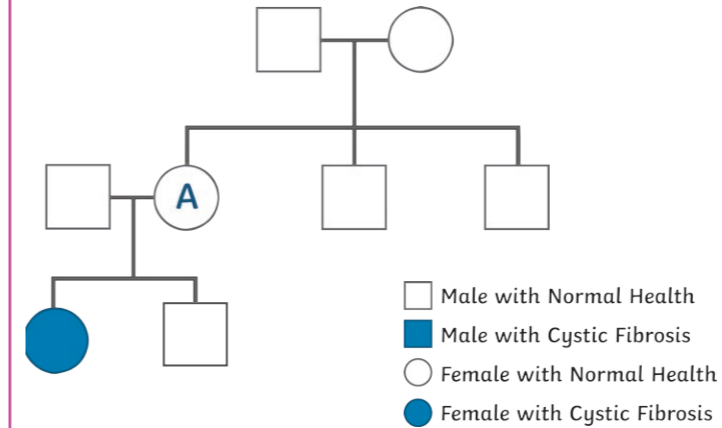 A
Male with Normal Health
Male with Cystic Fibrosis
Female with Normal Health
Female with Cystic Fibrosis